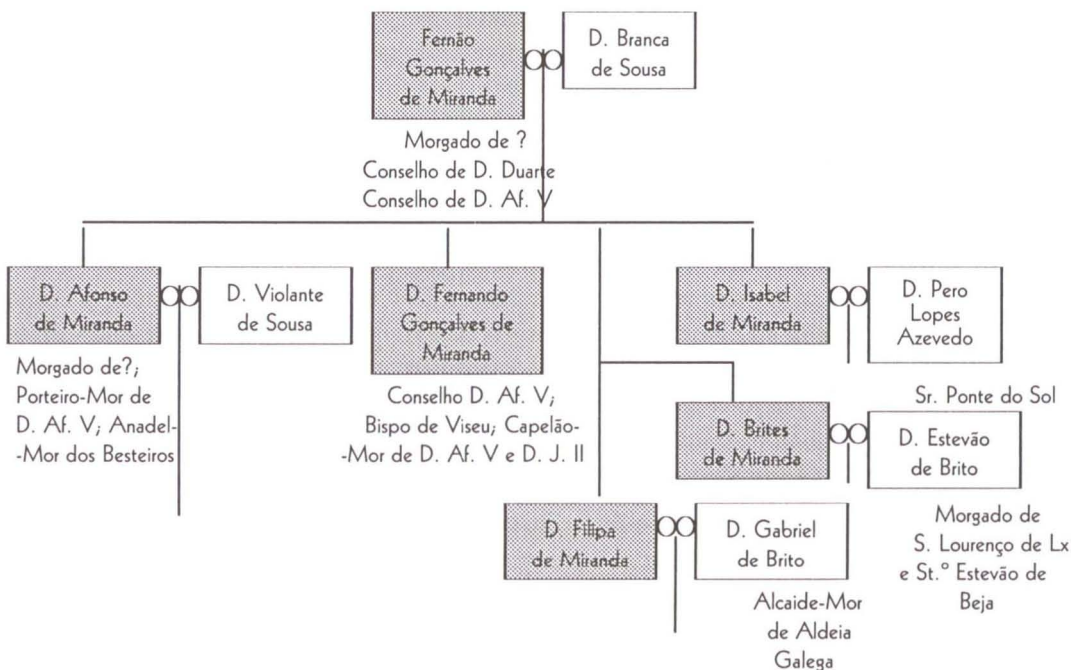 Fernão
Gonçalves
de Miranda
D. Branca
de Sousa
Morgado de ?
Conselho de D. Duarte
Conselho de D. Af. V
D. Afonso
de Miranda
D. Violante
de Sousa
Morgado de?;
Porteiro-Mor de
D. Af. V; Anadel-
-Mor dos Besteiros
D. Fernando
Gonçalves de
Miranda
Conselho D. Af. V;
Bispo de Viseu; Capelão-
-Mor de D. Af. V e D. J. II
D. Isabel
de Miranda
D. Pero
Lopes
Azevedo
Sr. Ponte do Sol
D. Brites
de Miranda
D. Estevão
de Brito
Morgado de
S. Lourenço de Lx
e St.º Estevão de
Beja
D. Filipa
de Miranda
D. Gabriel
de Brito
Alcaide-Mor
de Aldeia
Galega